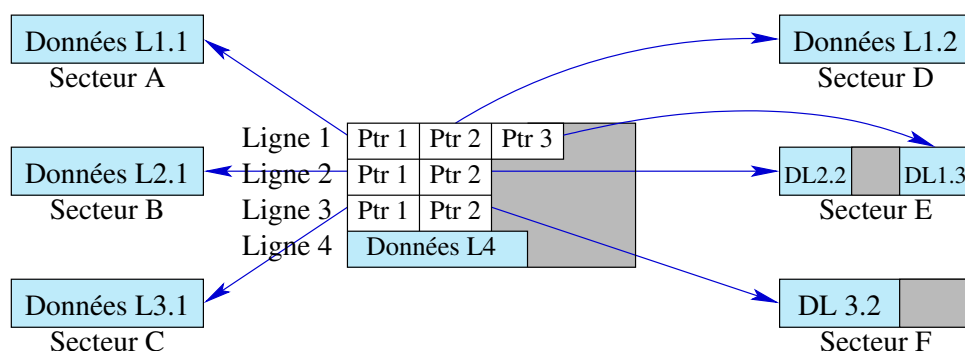 Données L1.1
Secteur A
Données L1.2
Secteur D
Ligne 1 Ptr 1 Ptr 2 Ptr 3
Ligne 2 Ptr 1 Ptr 2
Ligne 3 Ptr 1 Ptr 2
Ligne 4 Données L4
Données L2.1
Secteur B
DL2.2 DL1.3
Secteur E
Données L3.1
Secteur C
DL 3.2
Secteur F